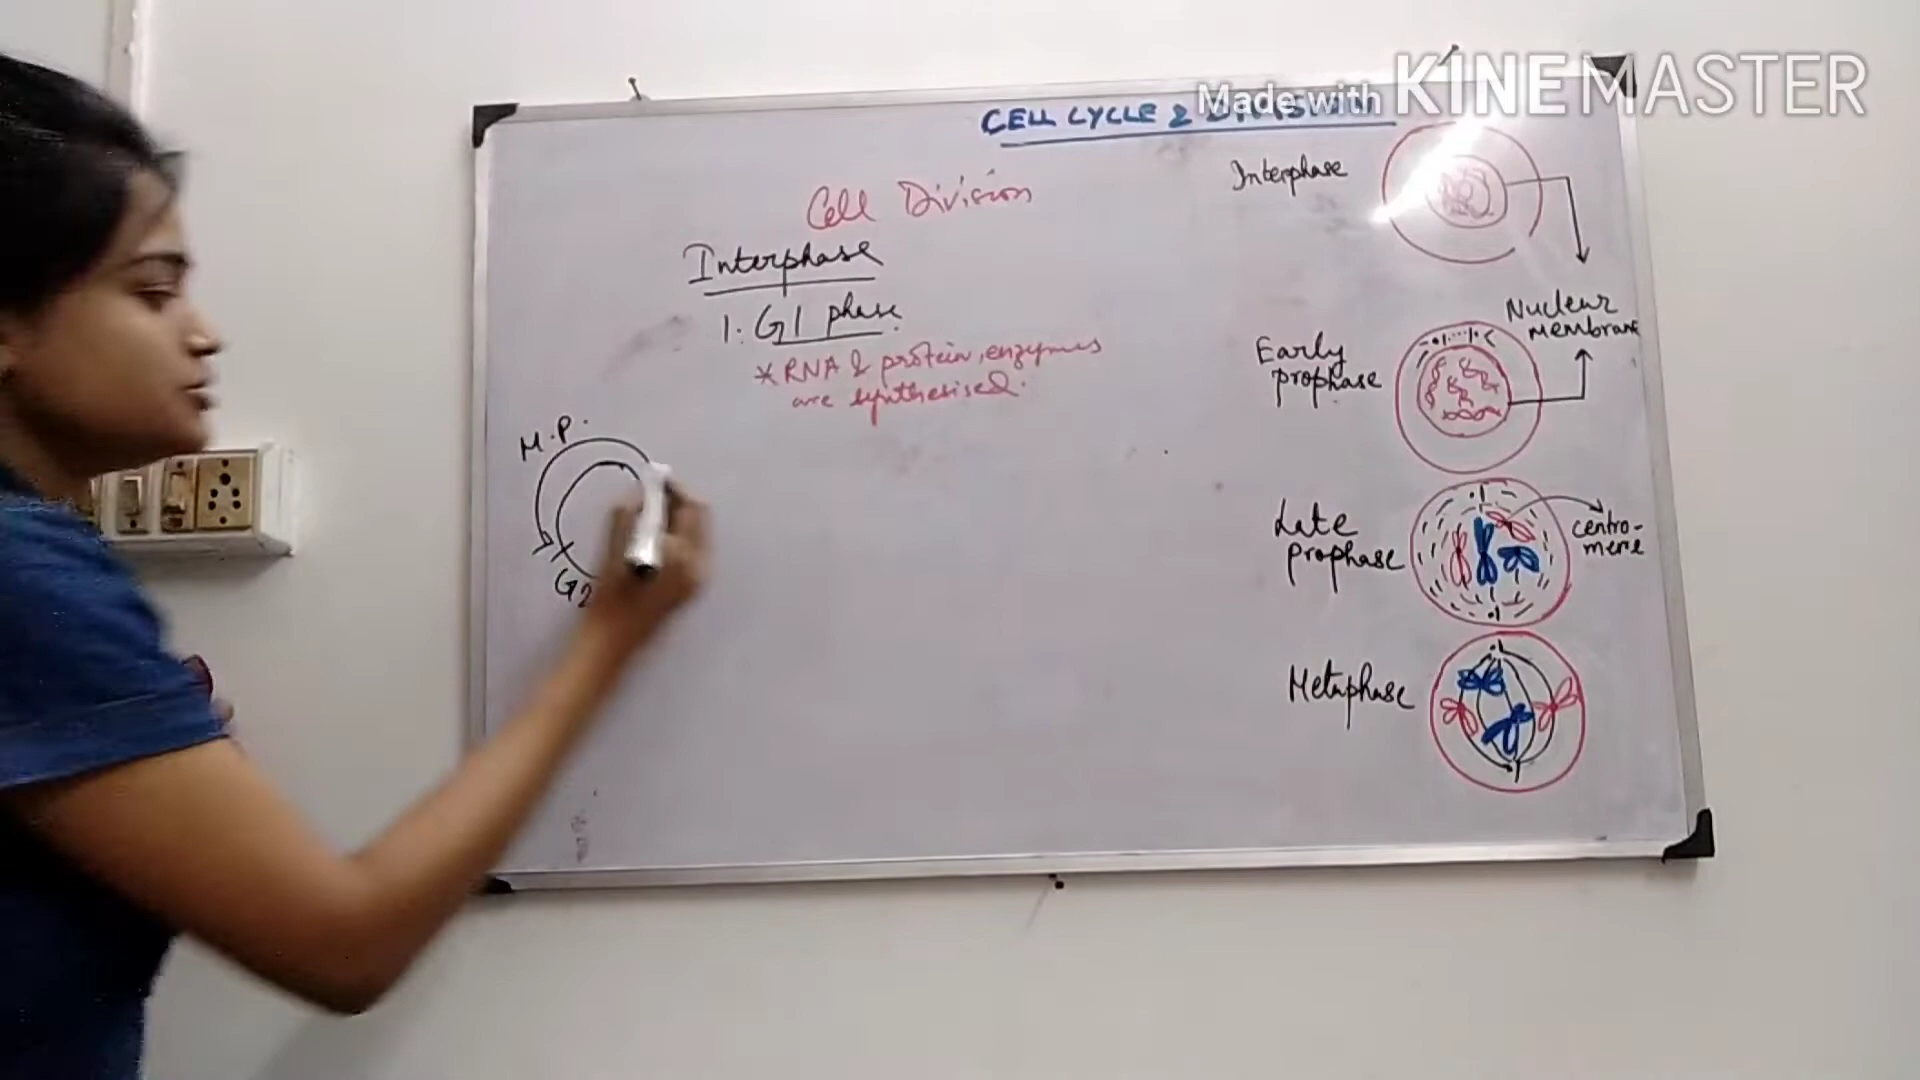 Made with KINEMASTER
CELL CYCLE & DIVISION
Cell Division
Interphase
1. G1 phase
* RNA & protein, enzymes
are synthesised.
M.P.
G2
Interphase
Nuclear
membrane
Early
prophase
Late
prophase
centro-
mere
Metaphase